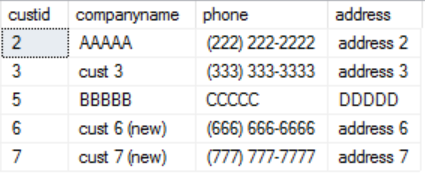 custid companyname phone address
2 AAAAA (222) 222-2222 address 2
3 cust 3 (333) 333-3333 address 3
5 BBBBB CCCCC DDDDD
6 cust 6 (new) (666) 666-6666 address 6
7 cust 7 (new) (777) 777-7777 address 7